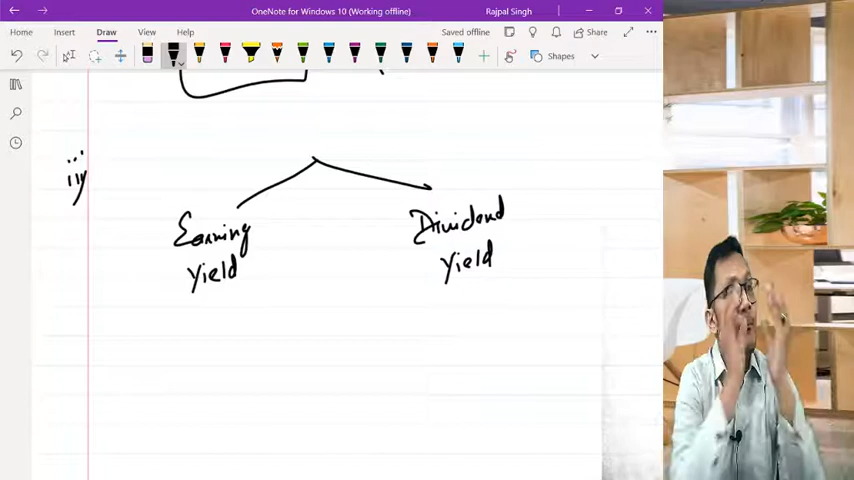 OneNote for Windows 10 (Working offline)
Rajpal Singh
Home Insert Draw View Help
Saved offline
Share
Shapes
iii)
Earning
yield
Dividend
yield